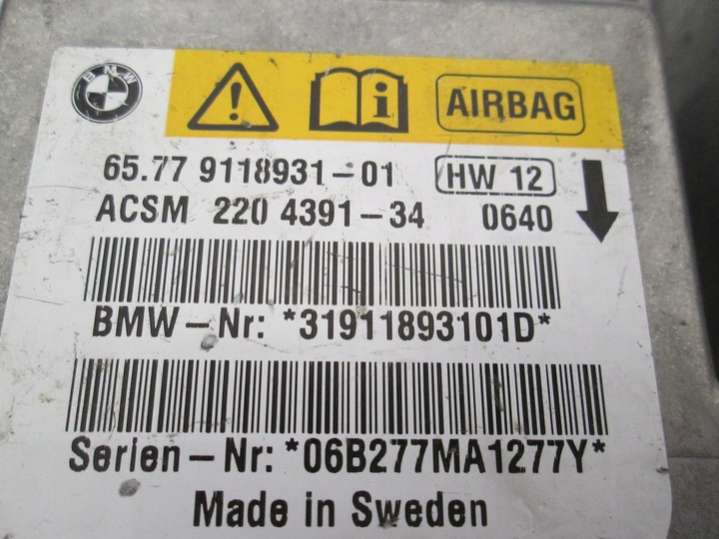 BMW
i
AIRBAG
65.77 9118931-01 HW 12
ACSM 220 4391-34 0640
BMW-Nr: *31911893101D*
Serien-Nr: *06B277MA1277Y*
Made in Sweden